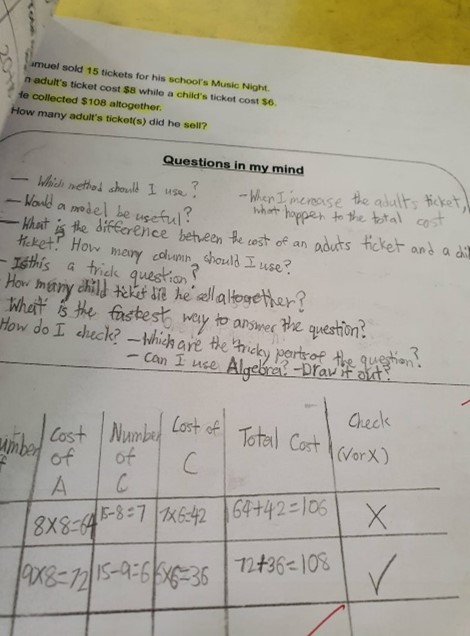 muel sold 15 tickets for his school's Music Night.
n adult's ticket cost $8 while a child's ticket cost $6.
He collected $108 altogether.
How many adult's ticket(s) did he sell?
Questions in my mind
- Which method should I use?
- When I increase the adults ticket, what happen to the total cost
- Would a model be useful?
- What is the difference between the cost of an aduts ticket and a chil
ticket? How many column should I use?
- Is this a trick question?
How many child ticket did he sell altogether?
What is the fastest way to answer the question?
How do I check? - Which are the tricky parts of the question?
- Can I use Algebra? - Draw it out?
umber Cost of A Number of C Cost of C Total Cost Check (V or X)
8x8=64 15-8=7 7x6=42 64+42=106 X
9x8=72 15-9=6 6x6=36 72+36=108 ✓